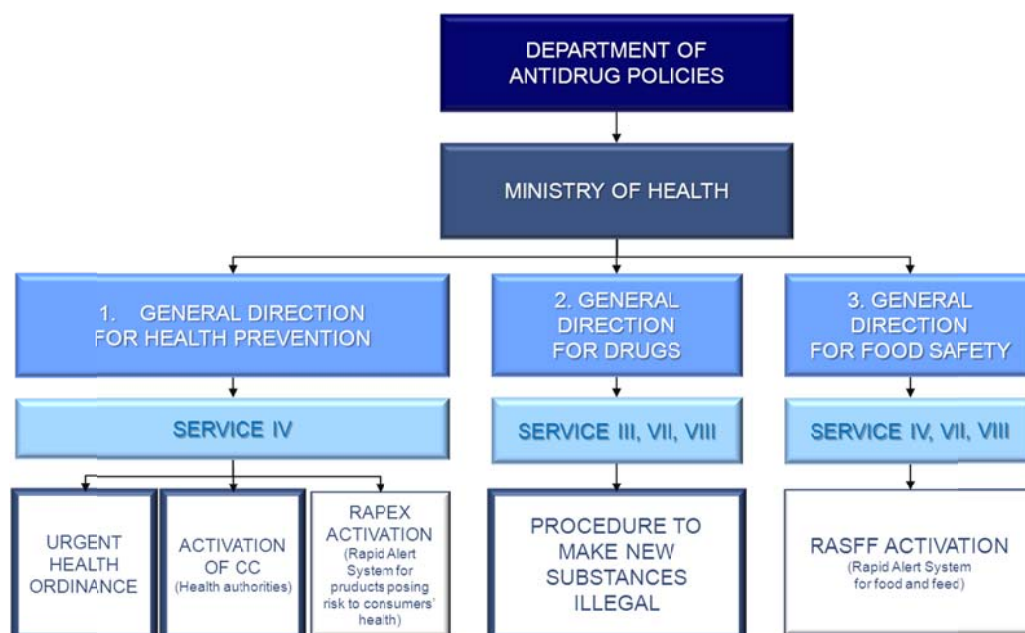 DEPARTMENT OF
ANTIDRUG POLICIES
MINISTRY OF HEALTH
1. GENERAL DIRECTION
FOR HEALTH PREVENTION
2. GENERAL
DIRECTION
FOR DRUGS
3. GENERAL
DIRECTION
FOR FOOD SAFETY
SERVICE IV
SERVICE III, VII, VIII
SERVICE IV, VII, VIII
URGENT
HEALTH
ORDINANCE
ACTIVATION
OF CC
(Health authorities)
RAPEX
ACTIVATION
(Rapid Alert
System for
pructucts posing
risk to consumers'
health)
PROCEDURE TO
MAKE NEW
SUBSTANCES
ILLEGAL
RASFF ACTIVATION
(Rapid Alert System
for food and feed)